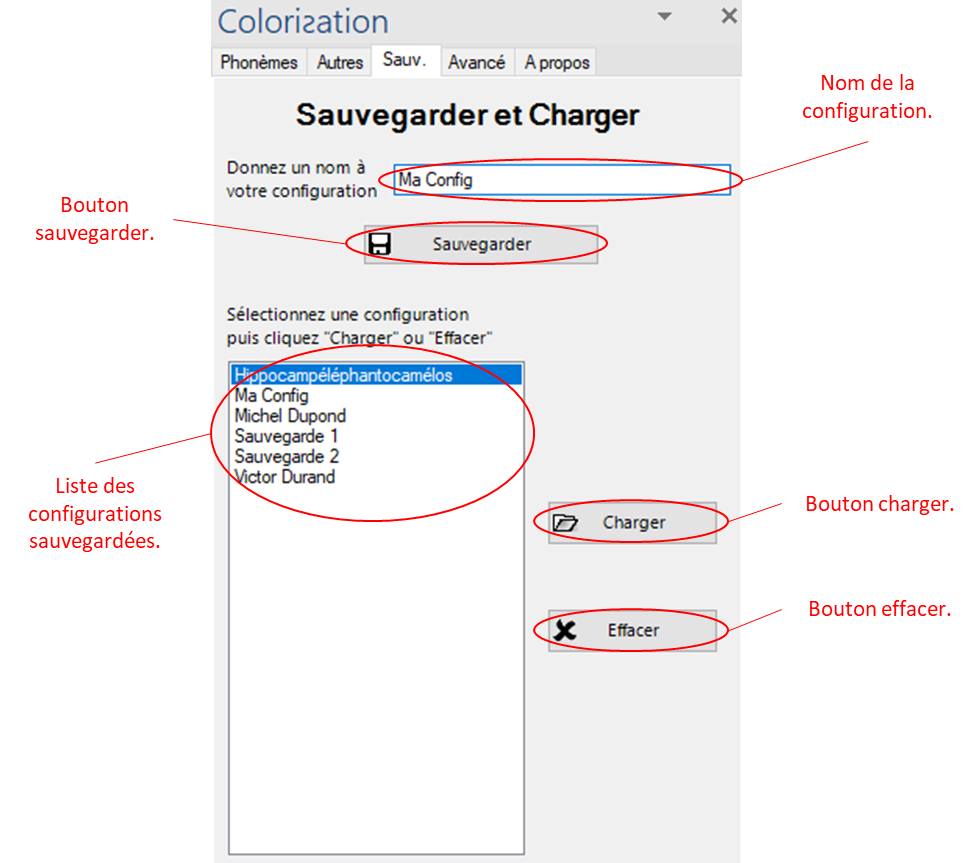 Colorization
Phonèmes Autres Sauv. Avancé A propos
Nom de la
configuration.
Sauvegarder et Charger
Donnez un nom à
votre configuration
Ma Config
Bouton
sauvegarder.
Sauvegarder
Sélectionnez une configuration
puis cliquez "Charger" ou "Effacer"
Hippocampéléphantocamélos
Ma Config
Michel Dupond
Sauvegarde 1
Sauvegarde 2
Victor Durand
Liste des
configurations
sauvegardées.
Charger
Bouton charger.
Effacer
Bouton effacer.